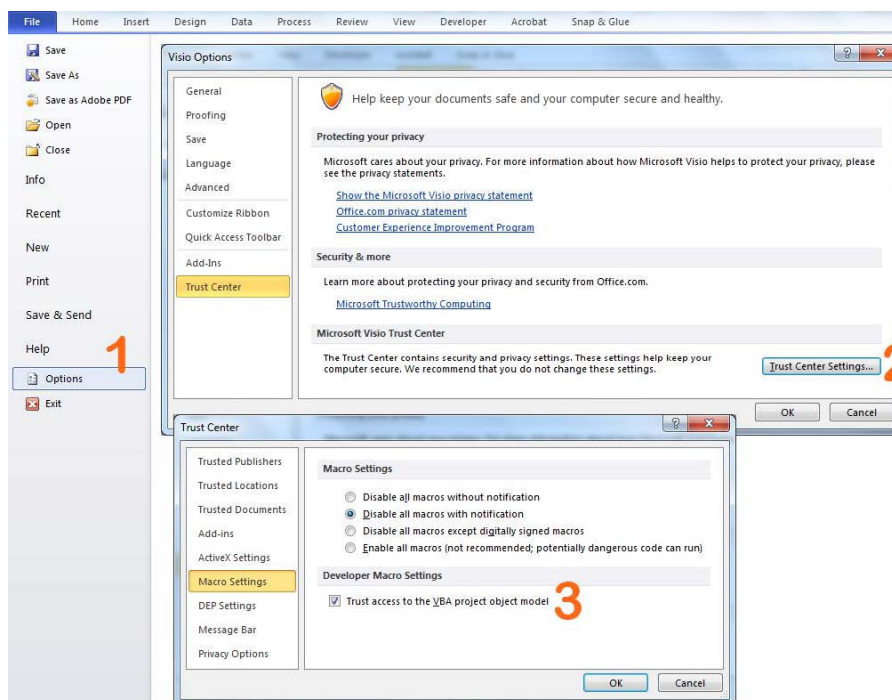 File Home Insert Design Data Process Review View Developer Acrobat Snap & Glue
Save
Save As
Save as Adobe PDF
Open
Close
Info
Recent
New
Print
Save & Send
Help
1
Options
Exit
Visio Options
General
Proofing
Save
Language
Advanced
Customize Ribbon
Quick Access Toolbar
Add-Ins
Trust Center
Help keep your documents safe and your computer secure and healthy.
Protecting your privacy
Microsoft cares about your privacy. For more information about how Microsoft Visio helps to protect your privacy, please
see the privacy statements.
Show the Microsoft Visio privacy statement
Office.com privacy statement
Customer Experience Improvement Program
Security & more
Learn more about protecting your privacy and security from Office.com.
Microsoft Trustworthy Computing
Microsoft Visio Trust Center
The Trust Center contains security and privacy settings. These settings help keep your
computer secure. We recommend that you do not change these settings.
Trust Center Settings...
2
OK Cancel
Trust Center
Trusted Publishers
Trusted Locations
Trusted Documents
Add-ins
ActiveX Settings
Macro Settings
DEP Settings
Message Bar
Privacy Options
Macro Settings
Disable all macros without notification
Disable all macros with notification
Disable all macros except digitally signed macros
Enable all macros (not recommended; potentially dangerous code can run)
Developer Macro Settings
Trust access to the VBA project object model
3
OK Cancel